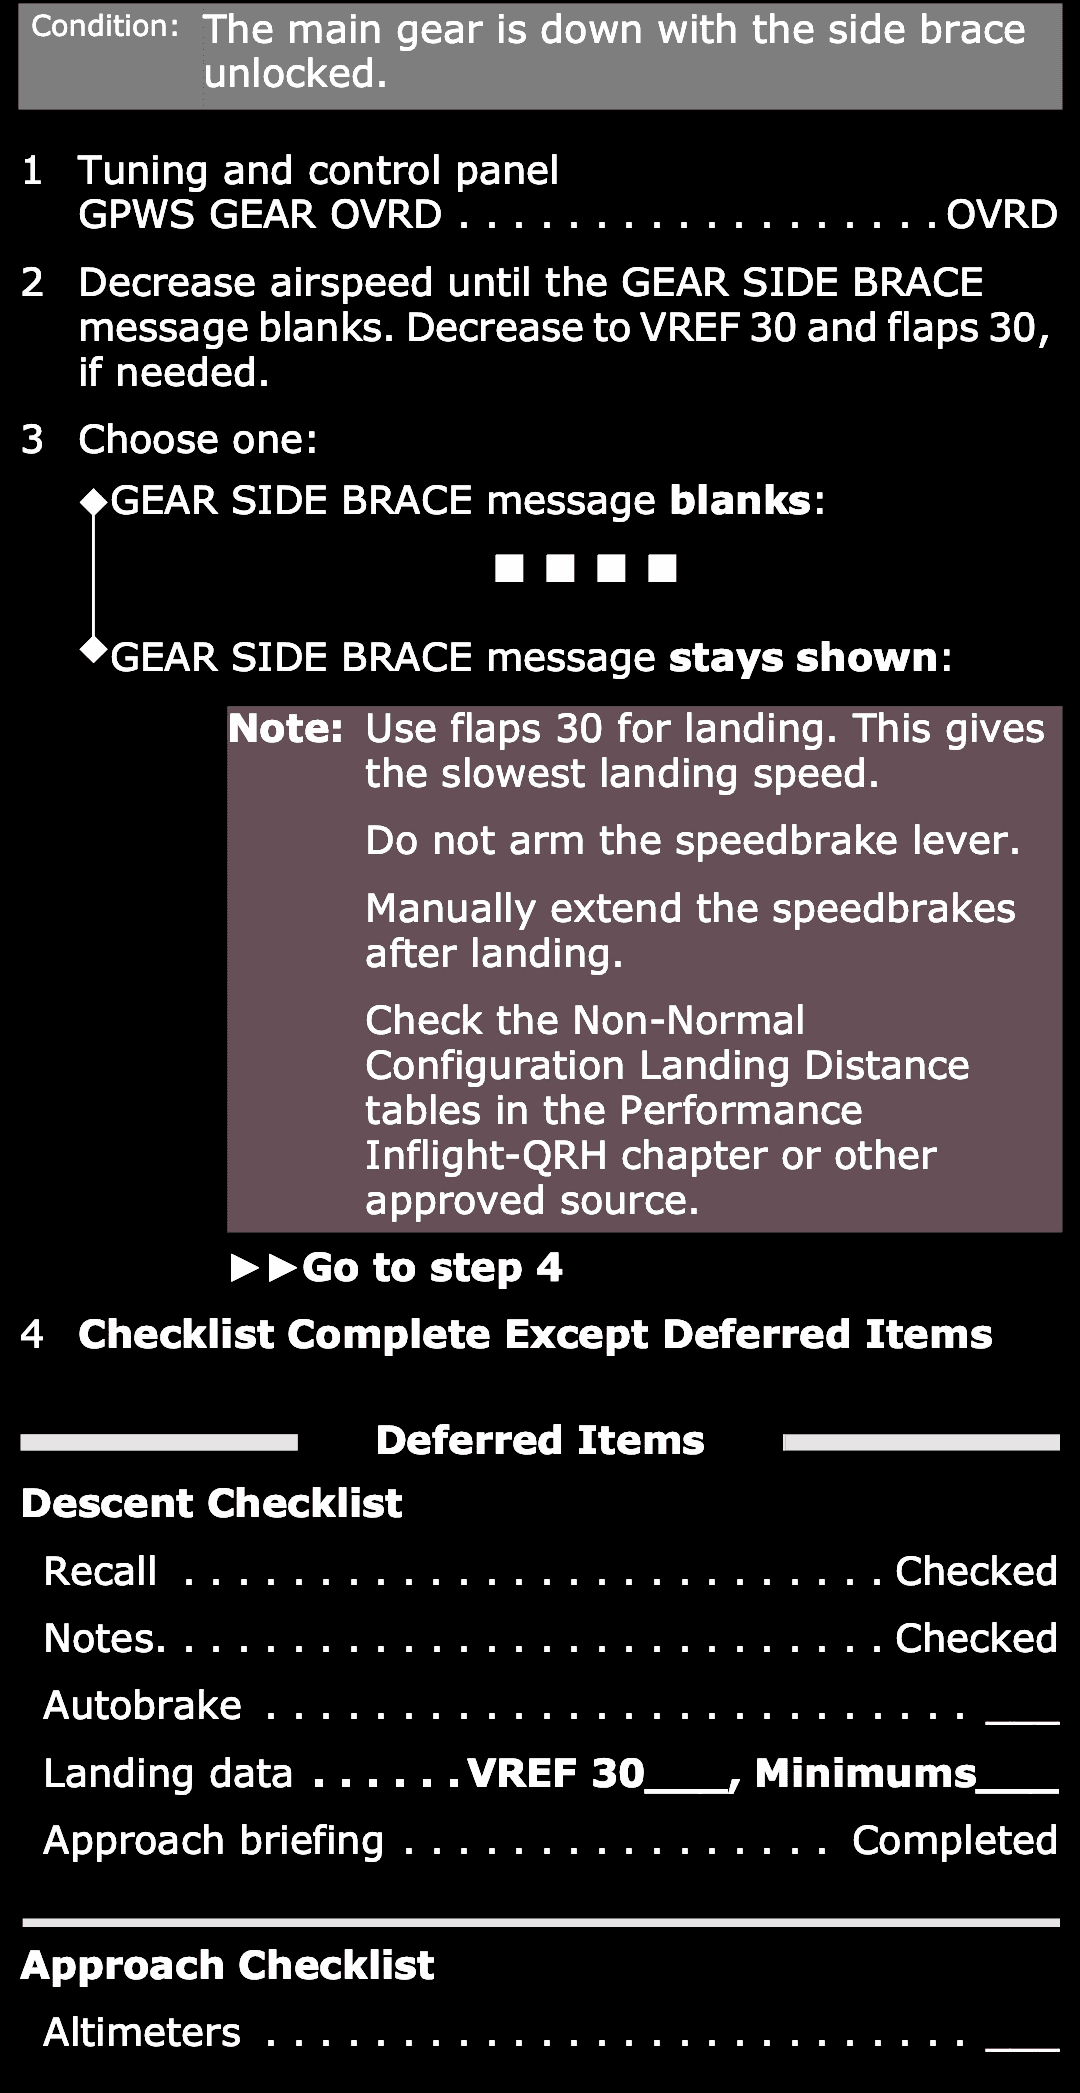 Condition: The main gear is down with the side brace
unlocked.
1 Tuning and control panel
GPWS GEAR OVRD . . . . . . . . . . . . . . . . . . OVRD
2 Decrease airspeed until the GEAR SIDE BRACE
message blanks. Decrease to VREF 30 and flaps 30,
if needed.
3 Choose one:
◆GEAR SIDE BRACE message blanks:
■ ■ ■ ■
◆GEAR SIDE BRACE message stays shown:
Note: Use flaps 30 for landing. This gives
the slowest landing speed.
Do not arm the speedbrake lever.
Manually extend the speedbrakes
after landing.
Check the Non-Normal
Configuration Landing Distance
tables in the Performance
Inflight-QRH chapter or other
approved source.
►►Go to step 4
4 Checklist Complete Except Deferred Items
Deferred Items
Descent Checklist
Recall . . . . . . . . . . . . . . . . . . . . . . . . . . Checked
Notes. . . . . . . . . . . . . . . . . . . . . . . . . . . Checked
Autobrake . . . . . . . . . . . . . . . . . . . . . . . . . . ___
Landing data . . . . . . VREF 30___, Minimums___
Approach briefing . . . . . . . . . . . . . . . . Completed
Approach Checklist
Altimeters . . . . . . . . . . . . . . . . . . . . . . . . . . ___